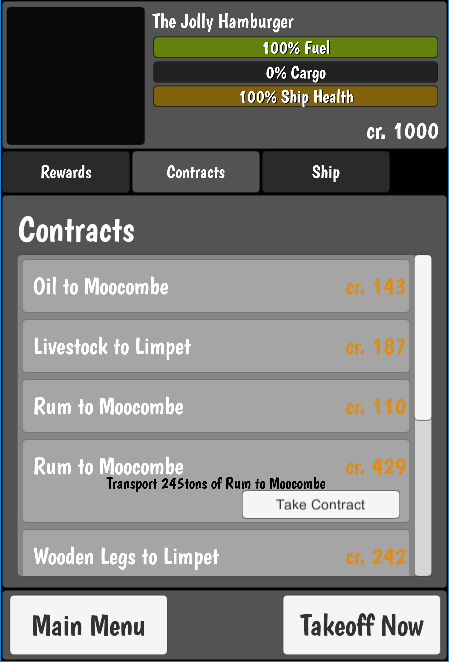 The Jolly Hamburger
100% Fuel
0% Cargo
100% Ship Health
cr. 1000
Rewards Contracts Ship
Contracts
Oil to Moocombe cr. 143
Livestock to Limpet cr. 187
Rum to Moocombe cr. 110
Rum to Moocombe cr. 429
Transport 245tons of Rum to Moocombe
Take Contract
Wooden Legs to Limpet cr. 242
Main Menu Takeoff Now